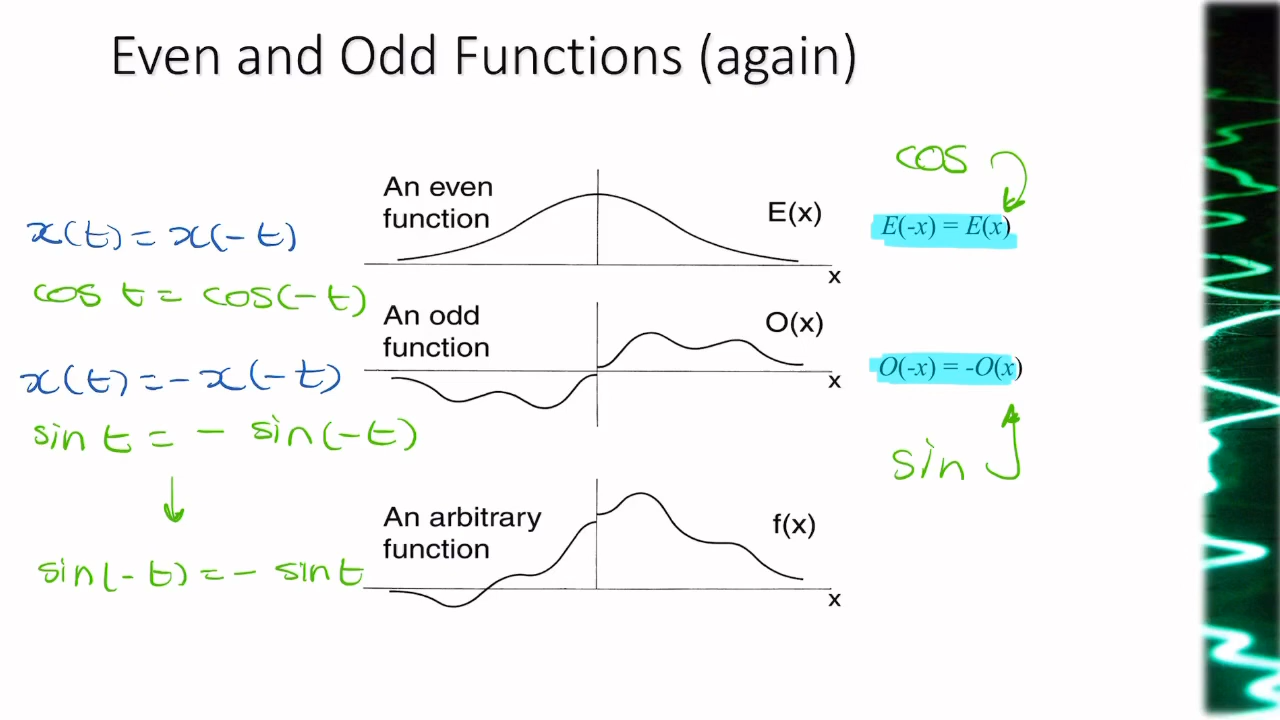 Even and Odd Functions (again)
x(t) = x(-t)
cos t = cos(-t)
x(t) = - x(-t)
sin t = - sin(-t)
↓
sin(-t) = - sin t
An even
function
E(x)
x
An odd
function
O(x)
x
An arbitrary
function
f(x)
x
cos
E(-x) = E(x)
O(-x) = -O(x)
sin